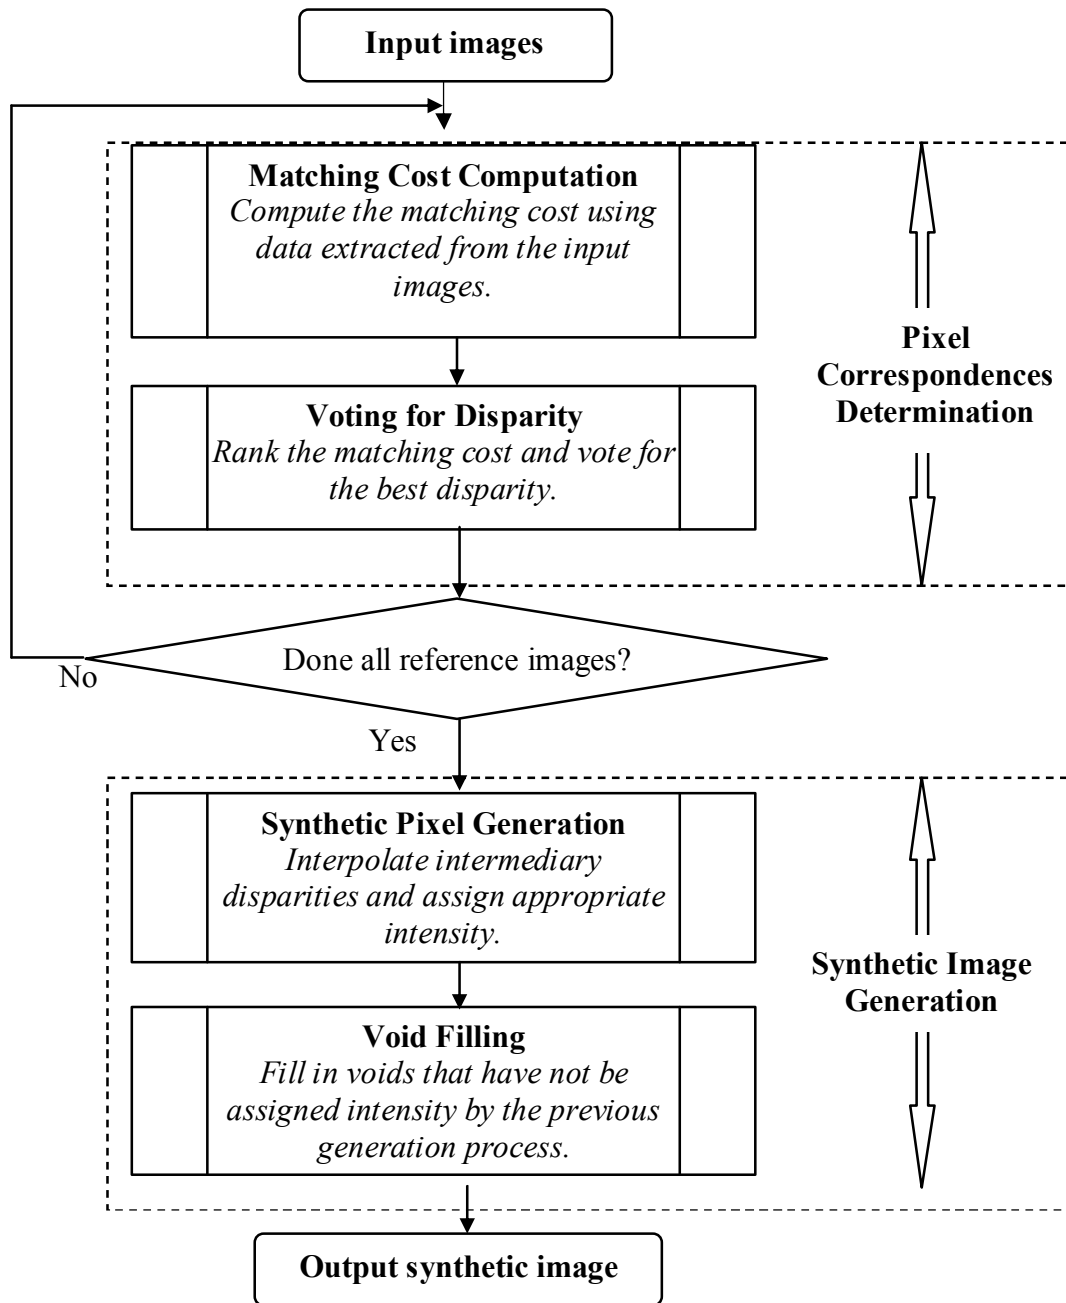 Input images
Matching Cost Computation
Compute the matching cost using
data extracted from the input
images.
Pixel
Correspondences
Determination
Voting for Disparity
Rank the matching cost and vote for
the best disparity.
Done all reference images?
No
Yes
Synthetic Pixel Generation
Interpolate intermediary
disparities and assign appropriate
intensity.
Synthetic Image
Generation
Void Filling
Fill in voids that have not be
assigned intensity by the previous
generation process.
Output synthetic image